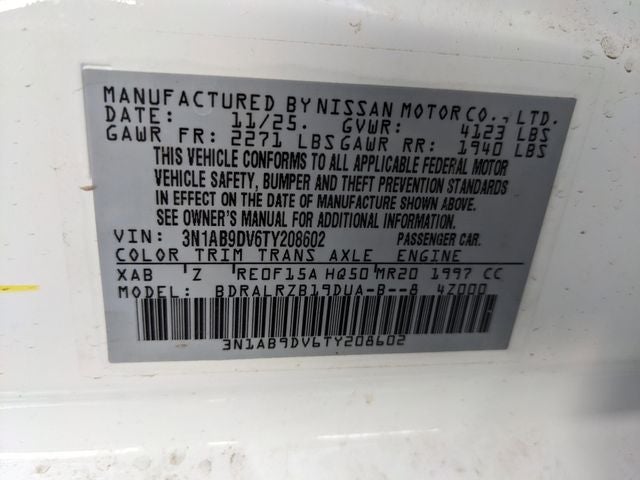 MANUFACTURED BY NISSAN MOTOR CO., LTD.
DATE: 11/25. GVWR: 4123 LBS
GAWR FR: 2271 LBS GAWR RR: 1940 LBS
THIS VEHICLE CONFORMS TO ALL APPLICABLE FEDERAL MOTOR
VEHICLE SAFETY, BUMPER AND THEFT PREVENTION STANDARDS
IN EFFECT ON THE DATE OF MANUFACTURE SHOWN ABOVE.
SEE OWNER'S MANUAL FOR ADDITIONAL INFORMATION.
VIN: 3N1AB9DV6TY208602 PASSENGER CAR.
COLOR TRIM TRANS AXLE ENGINE
XAB Z RE0F15A HQ50 MR20 1997 CC
MODEL: BDRALRZB19DUA-B--8 4Z000
3N1AB9DV6TY208602